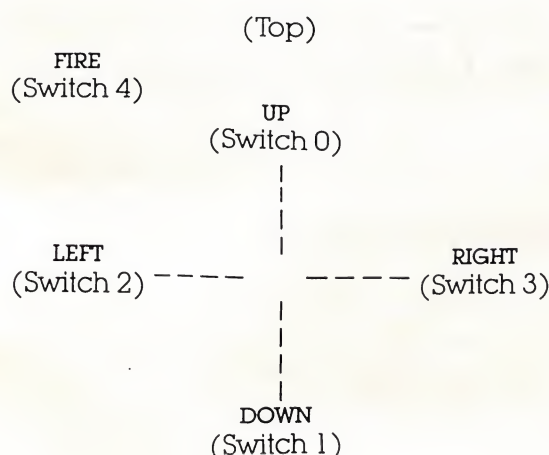 (Top)
FIRE
(Switch 4)
UP
(Switch 0)
LEFT
(Switch 2)
RIGHT
(Switch 3)
DOWN
(Switch 1)